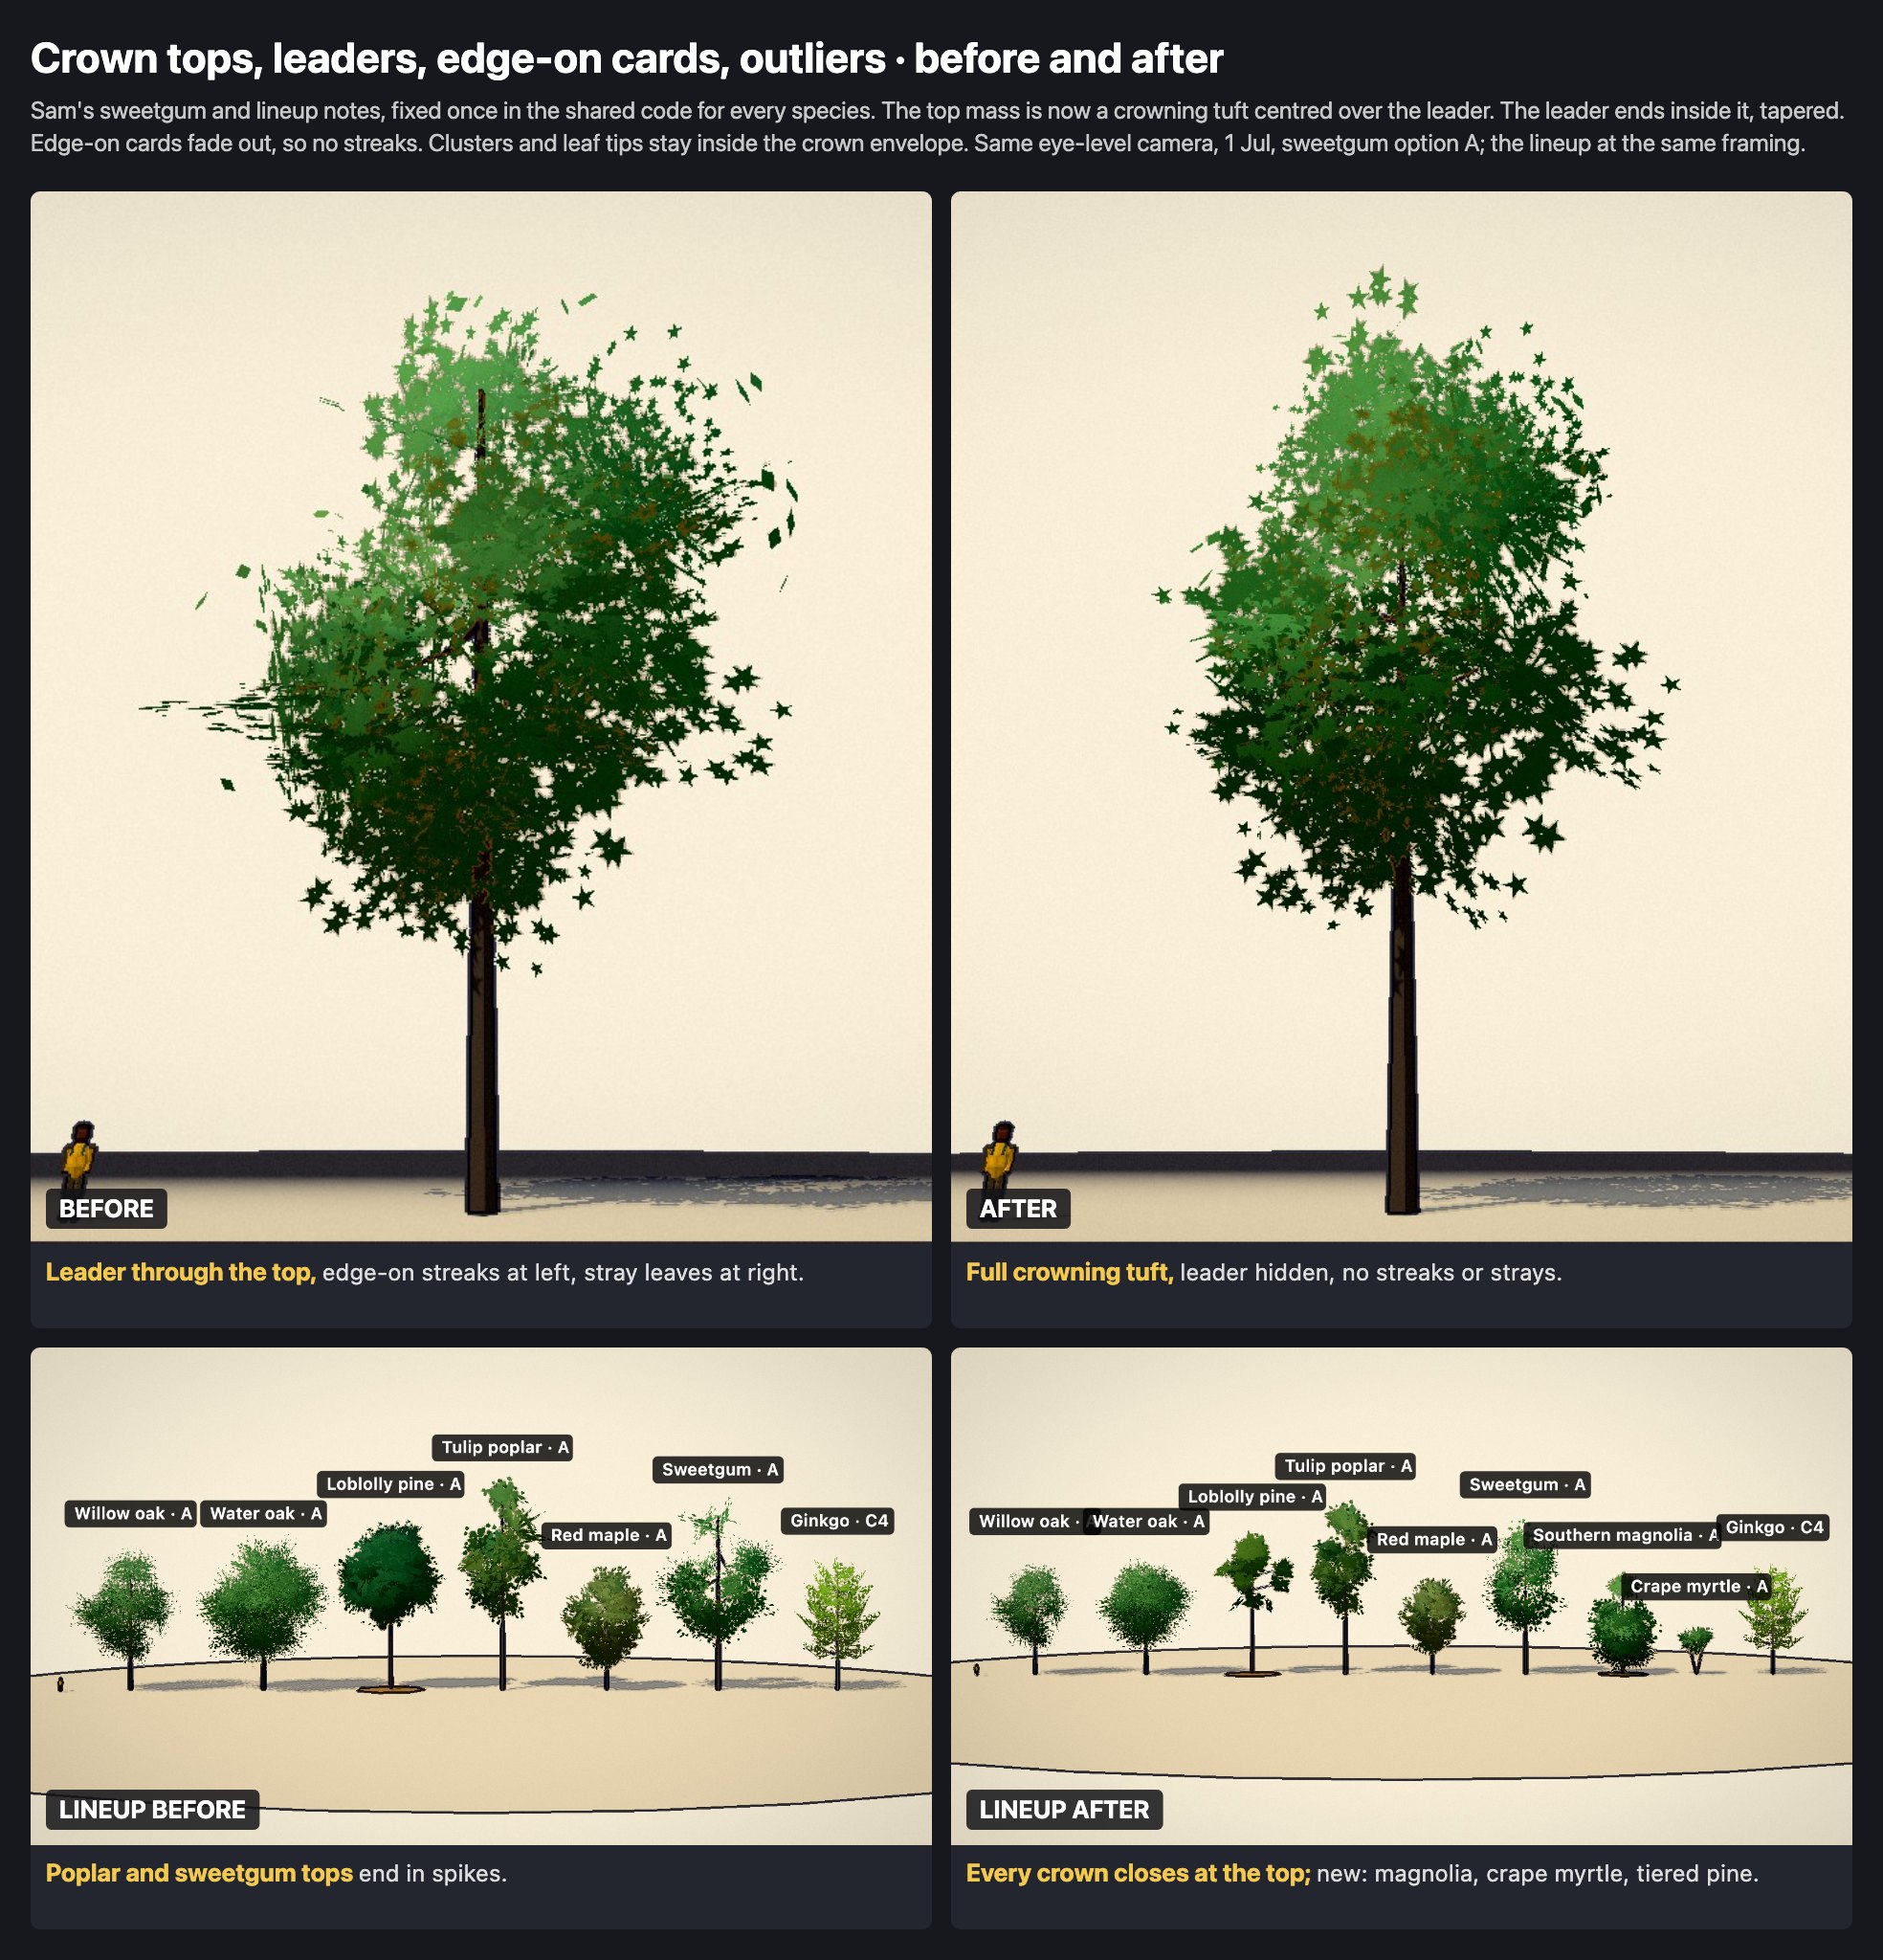 Crown tops, leaders, edge-on cards, outliers · before and after
Sam's sweetgum and lineup notes, fixed once in the shared code for every species. The top mass is now a crowning tuft centred over the leader. The leader ends inside it, tapered.
Edge-on cards fade out, so no streaks. Clusters and leaf tips stay inside the crown envelope. Same eye-level camera, 1 Jul, sweetgum option A; the lineup at the same framing.
BEFORE
Leader through the top, edge-on streaks at left, stray leaves at right.
AFTER
Full crowning tuft, leader hidden, no streaks or strays.
Tulip poplar · A
Sweetgum · A
Loblolly pine · A
Willow oak · A
Water oak · A
Ginkgo · C4
Red maple · A
LINEUP BEFORE
Poplar and sweetgum tops end in spikes.
Tulip poplar · A
Sweetgum · A
Loblolly pine · A
Willow oak ·
Water oak · A
Ginkgo · C4
Southern magnolia · A
Red maple · A
Crape myrtle · A
LINEUP AFTER
Every crown closes at the top; new: magnolia, crape myrtle, tiered pine.